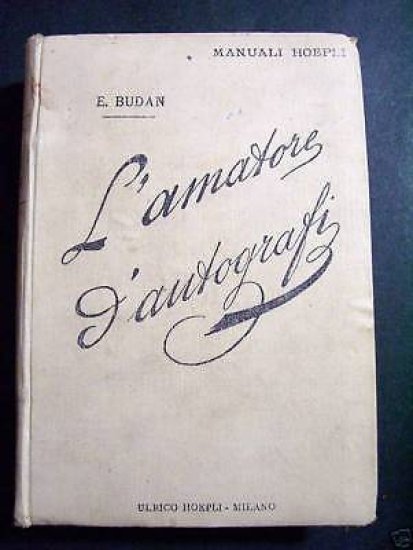 MANUALI HOEPLI
E. BUDAN
L'amatore
d'autografi
ULRICO HOEPLI - MILANO